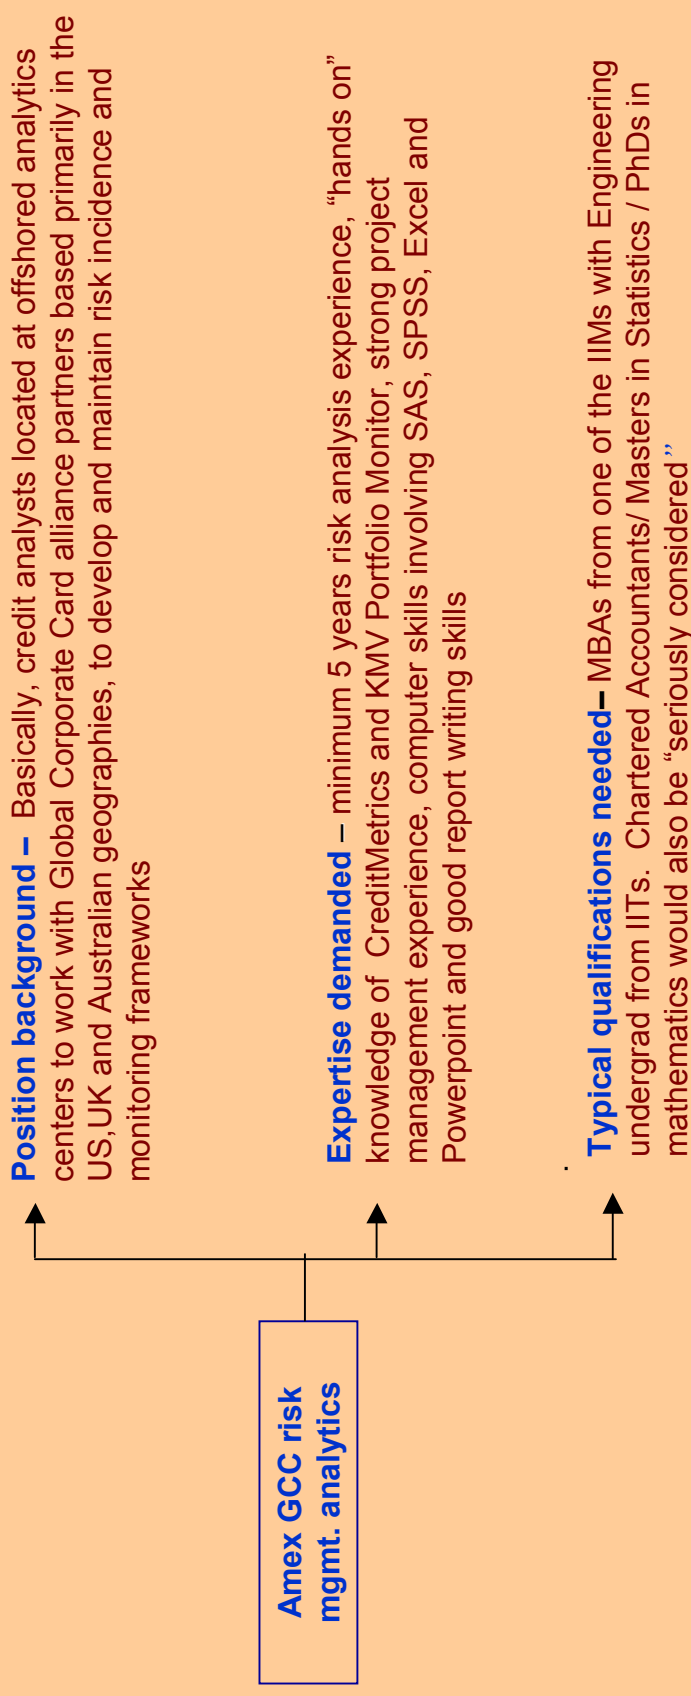 Amex GCC risk
mgmt. analytics
Position background – Basically, credit analysts located at offshored analytics
centers to work with Global Corporate Card alliance partners based primarily in the
US,UK and Australian geographies, to develop and maintain risk incidence and
monitoring frameworks
Expertise demanded – minimum 5 years risk analysis experience, “hands on”
knowledge of CreditMetrics and KMV Portfolio Monitor, strong project
management experience, computer skills involving SAS, SPSS, Excel and
Powerpoint and good report writing skills
.
Typical qualifications needed– MBAs from one of the IIMs with Engineering
undergrad from IITs. Chartered Accountants/ Masters in Statistics / PhDs in
mathematics would also be “seriously considered”